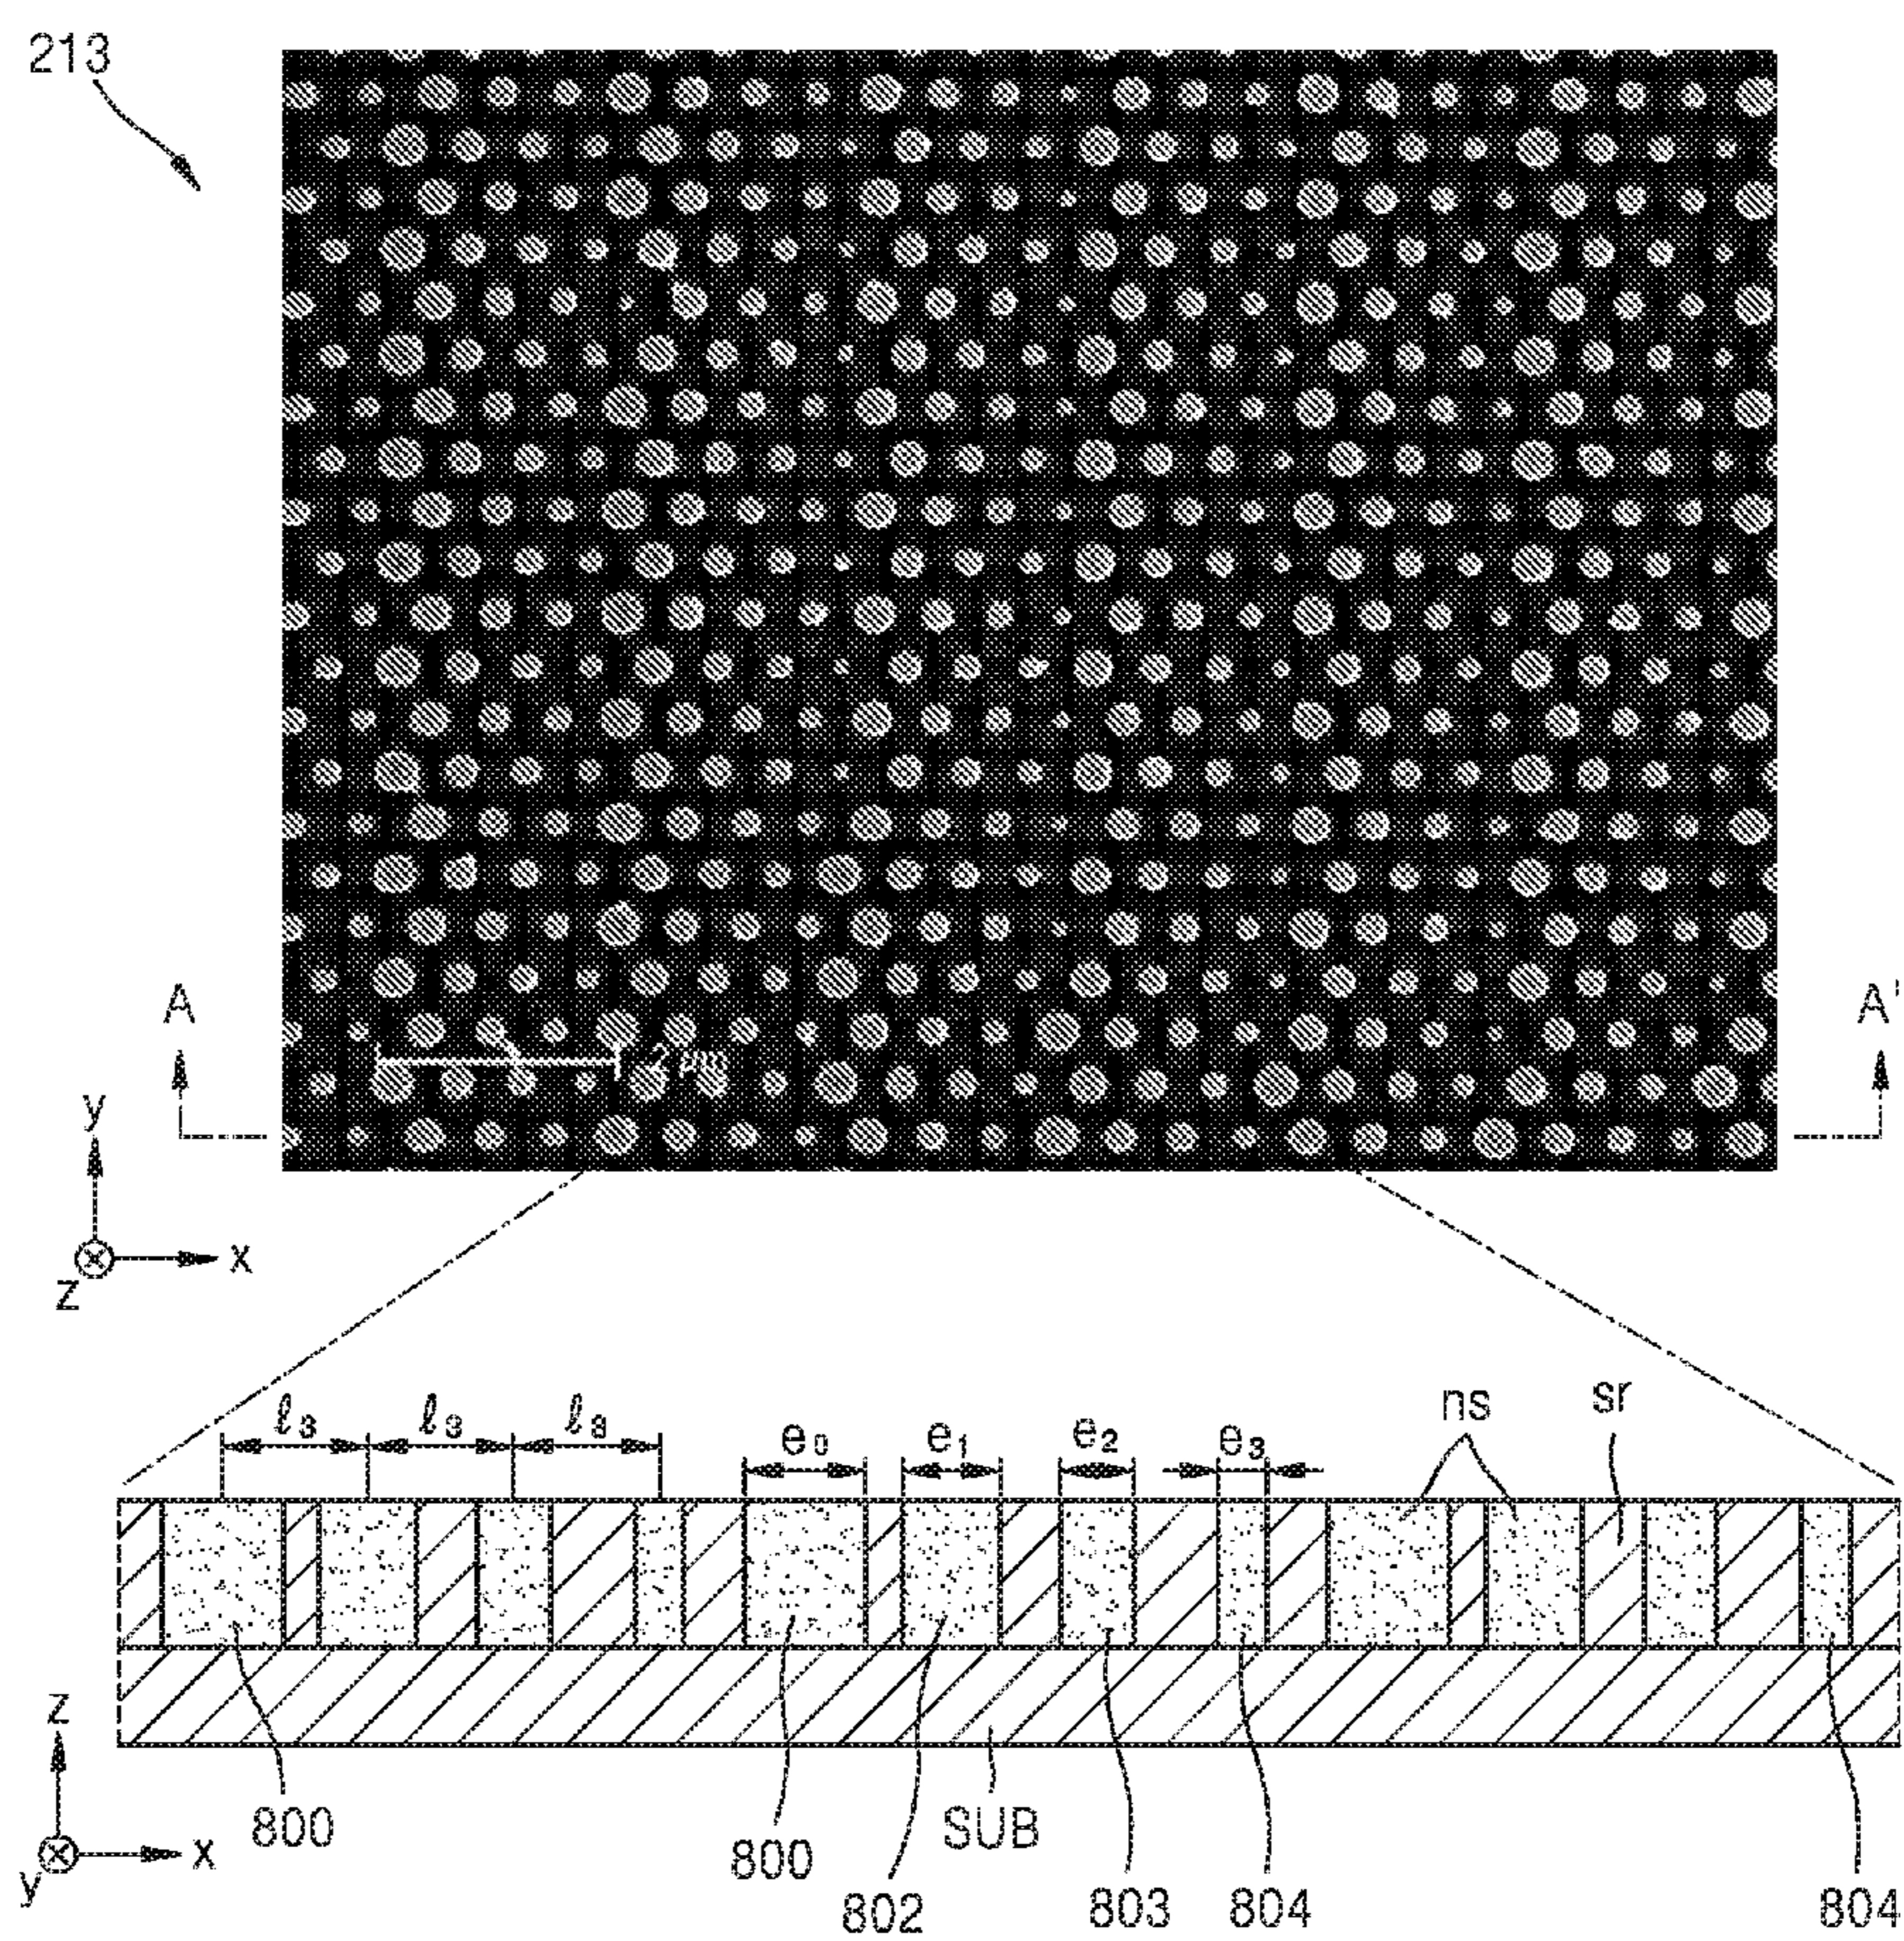 213
2 μm
A A'
y
x
z
ℓ₃ ℓ₃ ℓ₃ e₀ e₁ e₂ e₃ ns sr
z
x
y
800 800 802 SUB 803 804 804